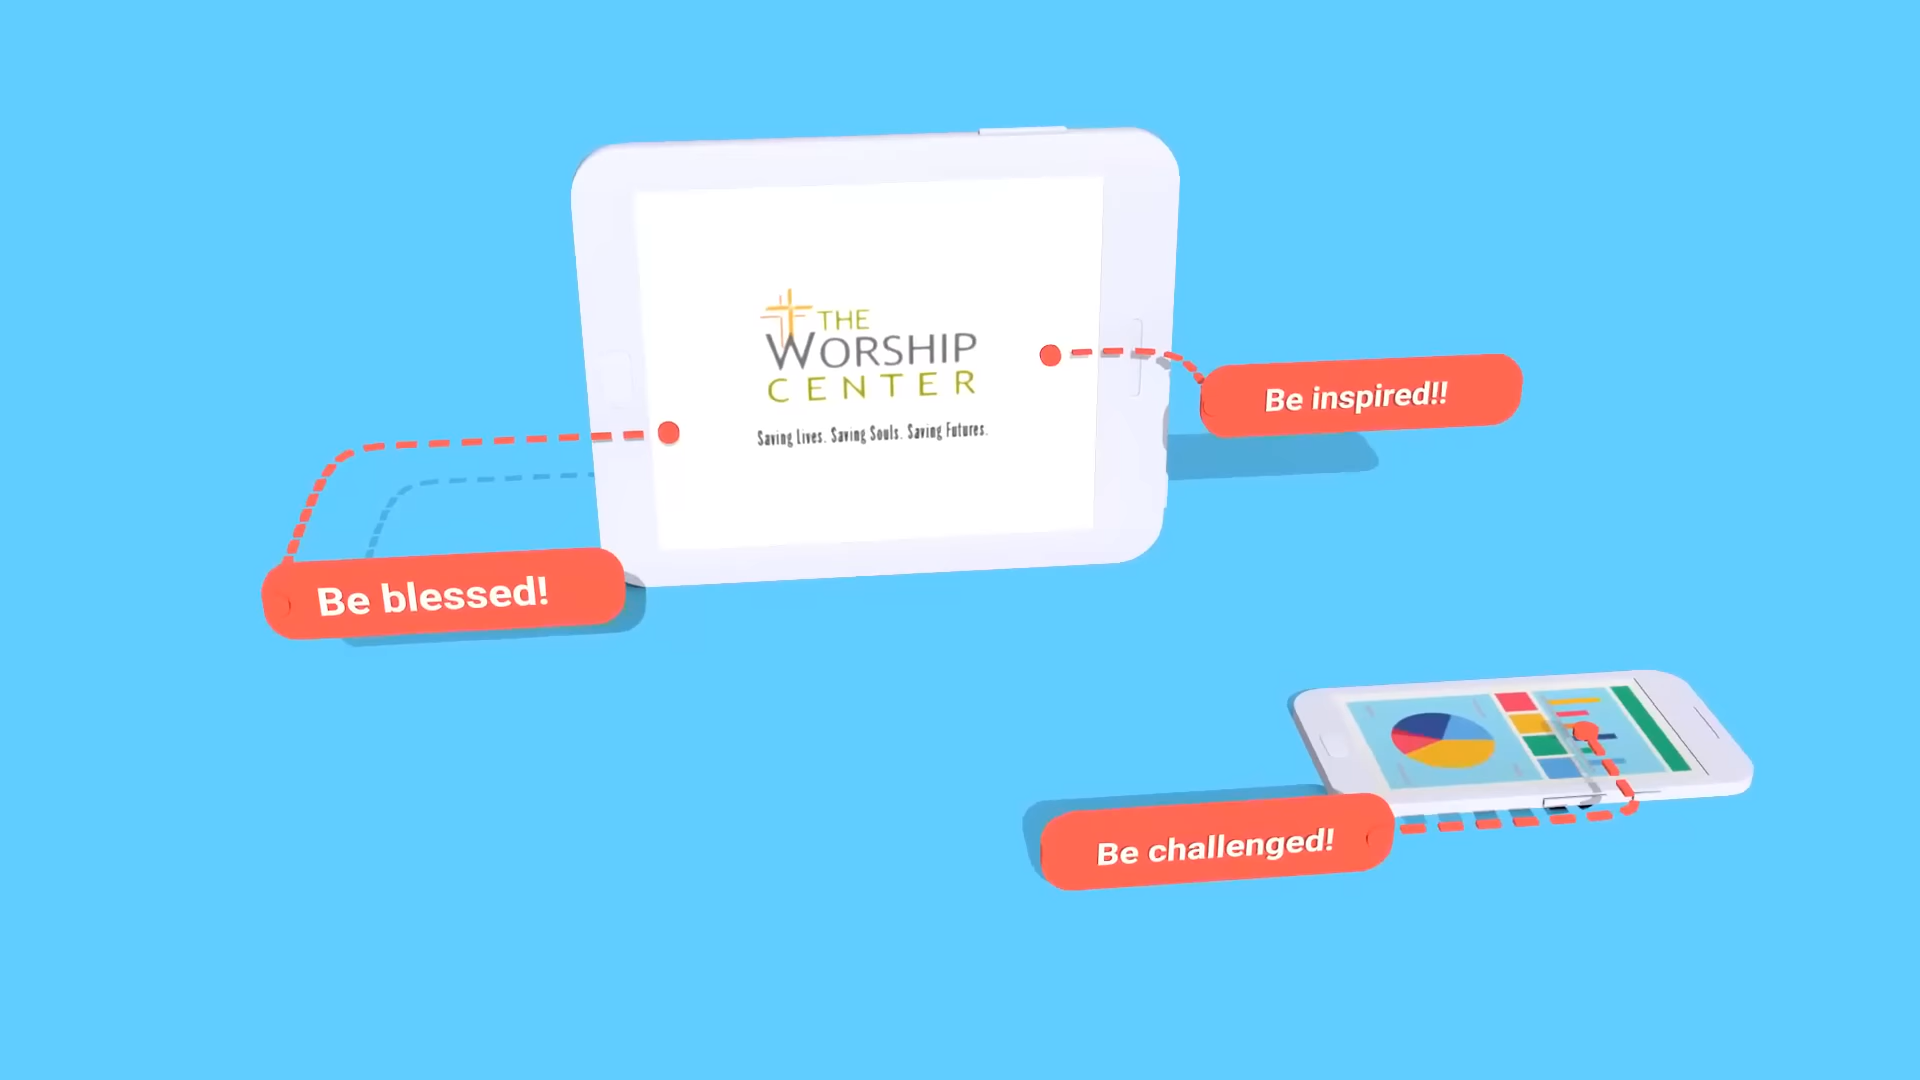 THE
WORSHIP
CENTER
Saving Lives. Saving Souls. Saving Futures.
Be inspired!!
Be blessed!
Be challenged!